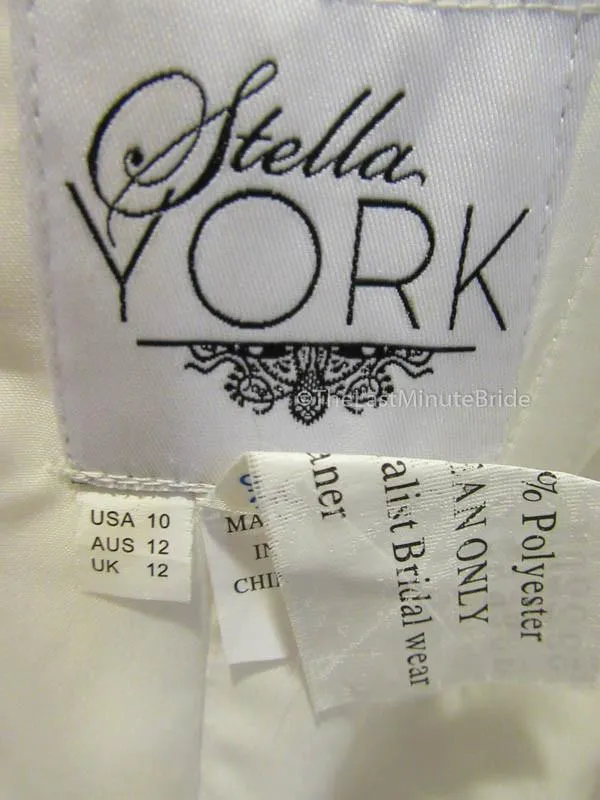 Stella
YORK
©TheLastMinuteBride
USA 10
AUS 12
UK 12
MA
IN
CHI
% Polyester
AN ONLY
alist Bridal wear
aner